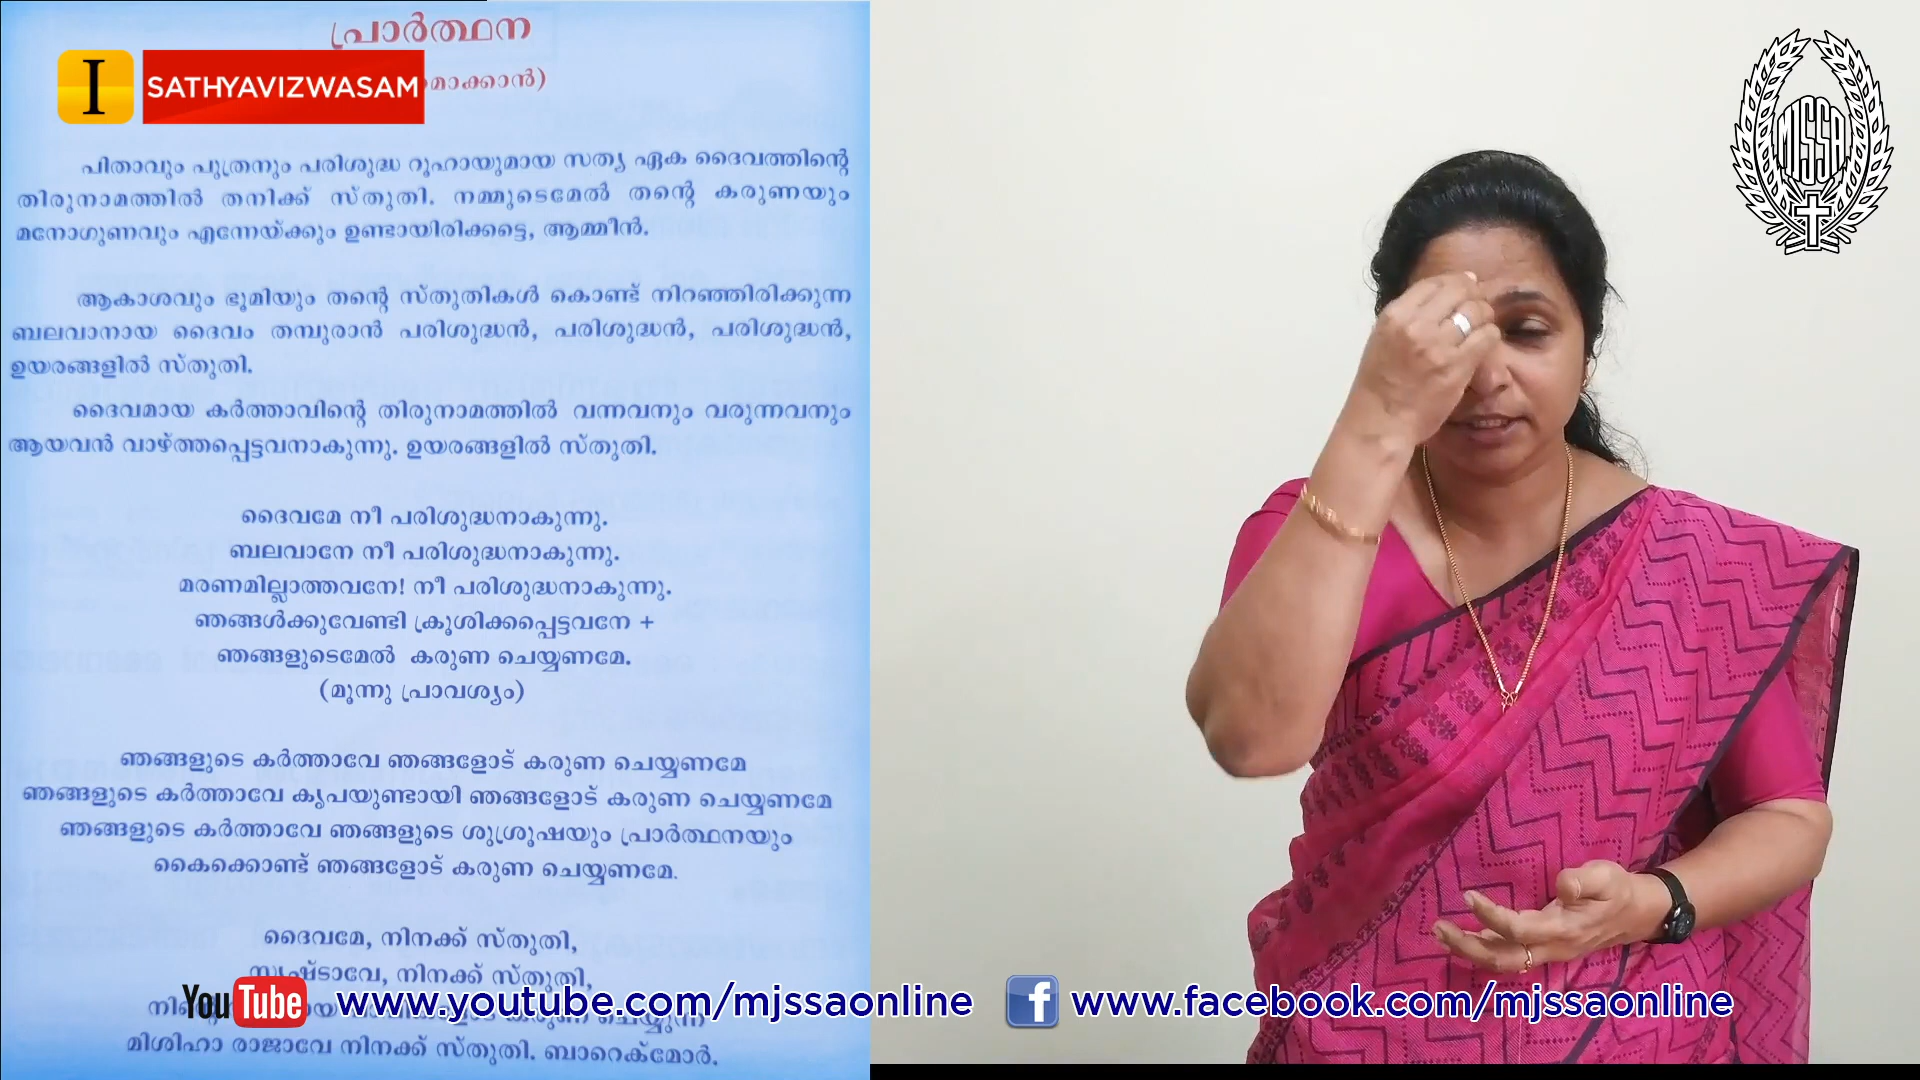 പ്രാർത്ഥന
I SATHYAVIZWASAM
മാക്കാൻ)
MJSSA
പിതാവും പുത്രനും പരിശുദ്ധ റൂഹായുമായ സത്യ ഏക ദൈവത്തിന്റെ
തിരുനാമത്തിൽ തനിക്ക് സ്തുതി. നമ്മുടെമേൽ തന്റെ കരുണയും
മനോഗുണവും എന്നേയ്ക്കും ഉണ്ടായിരിക്കട്ടെ, ആമ്മീൻ.
ആകാശവും ഭൂമിയും തന്റെ സ്തുതികൾ കൊണ്ട് നിറഞ്ഞിരിക്കുന്ന
ബലവാനായ ദൈവം തമ്പുരാൻ പരിശുദ്ധൻ, പരിശുദ്ധൻ, പരിശുദ്ധൻ,
ഉയരങ്ങളിൽ സ്തുതി.
ദൈവമായ കർത്താവിന്റെ തിരുനാമത്തിൽ വന്നവനും വരുന്നവനും
ആയവൻ വാഴ്ത്തപ്പെട്ടവനാകുന്നു. ഉയരങ്ങളിൽ സ്തുതി.
ദൈവമേ നീ പരിശുദ്ധനാകുന്നു.
ബലവാനേ നീ പരിശുദ്ധനാകുന്നു.
മരണമില്ലാത്തവനേ! നീ പരിശുദ്ധനാകുന്നു.
ഞങ്ങൾക്കുവേണ്ടി ക്രൂശിക്കപ്പെട്ടവനേ +
ഞങ്ങളുടെമേൽ കരുണ ചെയ്യണമേ.
(മൂന്നു പ്രാവശ്യം)
ഞങ്ങളുടെ കർത്താവേ ഞങ്ങളോട് കരുണ ചെയ്യണമേ
ഞങ്ങളുടെ കർത്താവേ കൃപയുണ്ടായി ഞങ്ങളോട് കരുണ ചെയ്യണമേ
ഞങ്ങളുടെ കർത്താവേ ഞങ്ങളുടെ ശുശ്രൂഷയും പ്രാർത്ഥനയും
കൈക്കൊണ്ട് ഞങ്ങളോട് കരുണ ചെയ്യണമേ.
ദൈവമേ, നിനക്ക് സ്തുതി,
സൃഷ്ടാവേ, നിനക്ക് സ്തുതി,
YouTube www.youtube.com/mjssaonline f www.facebook.com/mjssaonline
മിശിഹാ രാജാവേ നിനക്ക് സ്തുതി. ബാറെക്മോർ.